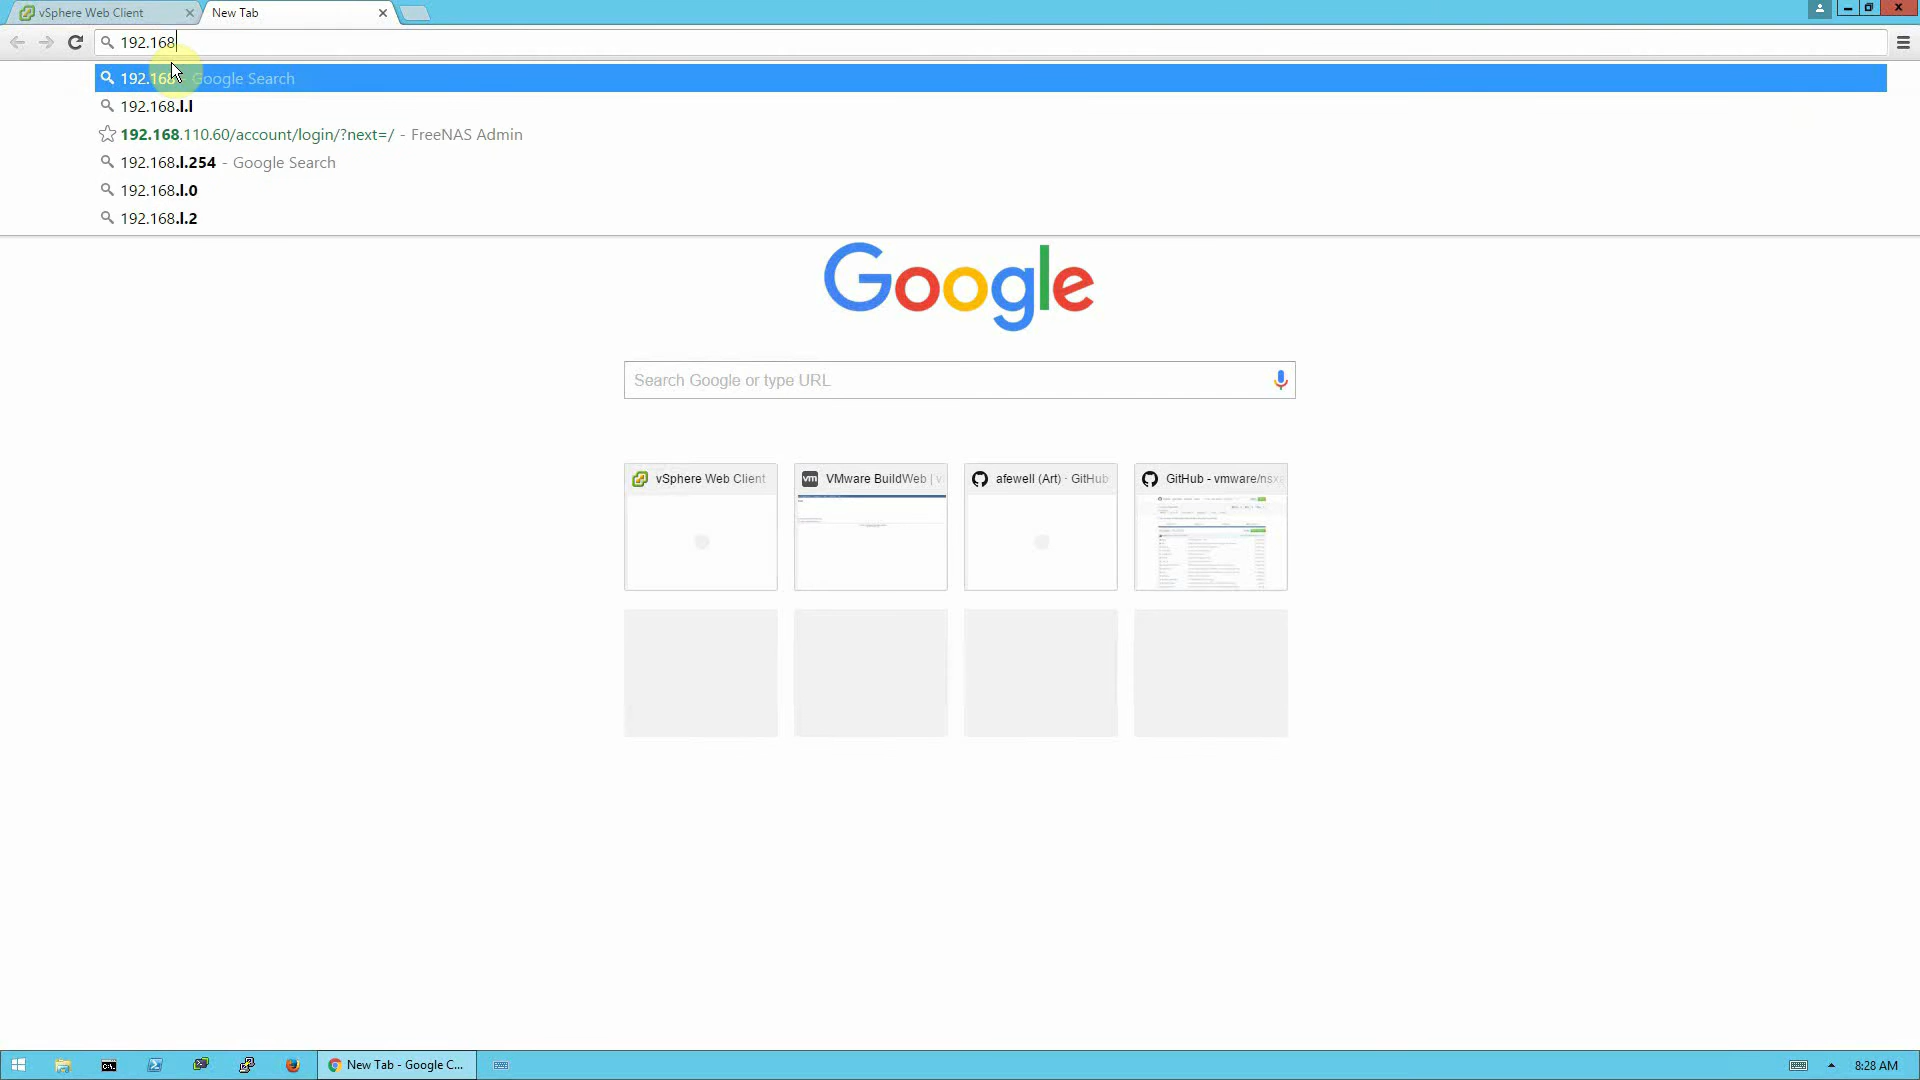 vSphere Web Client
New Tab
192.168
192.168 - Google Search
192.168.l.l
192.168.110.60/account/login/?next=/ - FreeNAS Admin
192.168.l.254 - Google Search
192.168.l.0
192.168.l.2
Google
Search Google or type URL
vSphere Web Client
vm VMware BuildWeb | v
afewell (Art) · GitHub
GitHub - vmware/nsx
New Tab - Google C...
8:28 AM